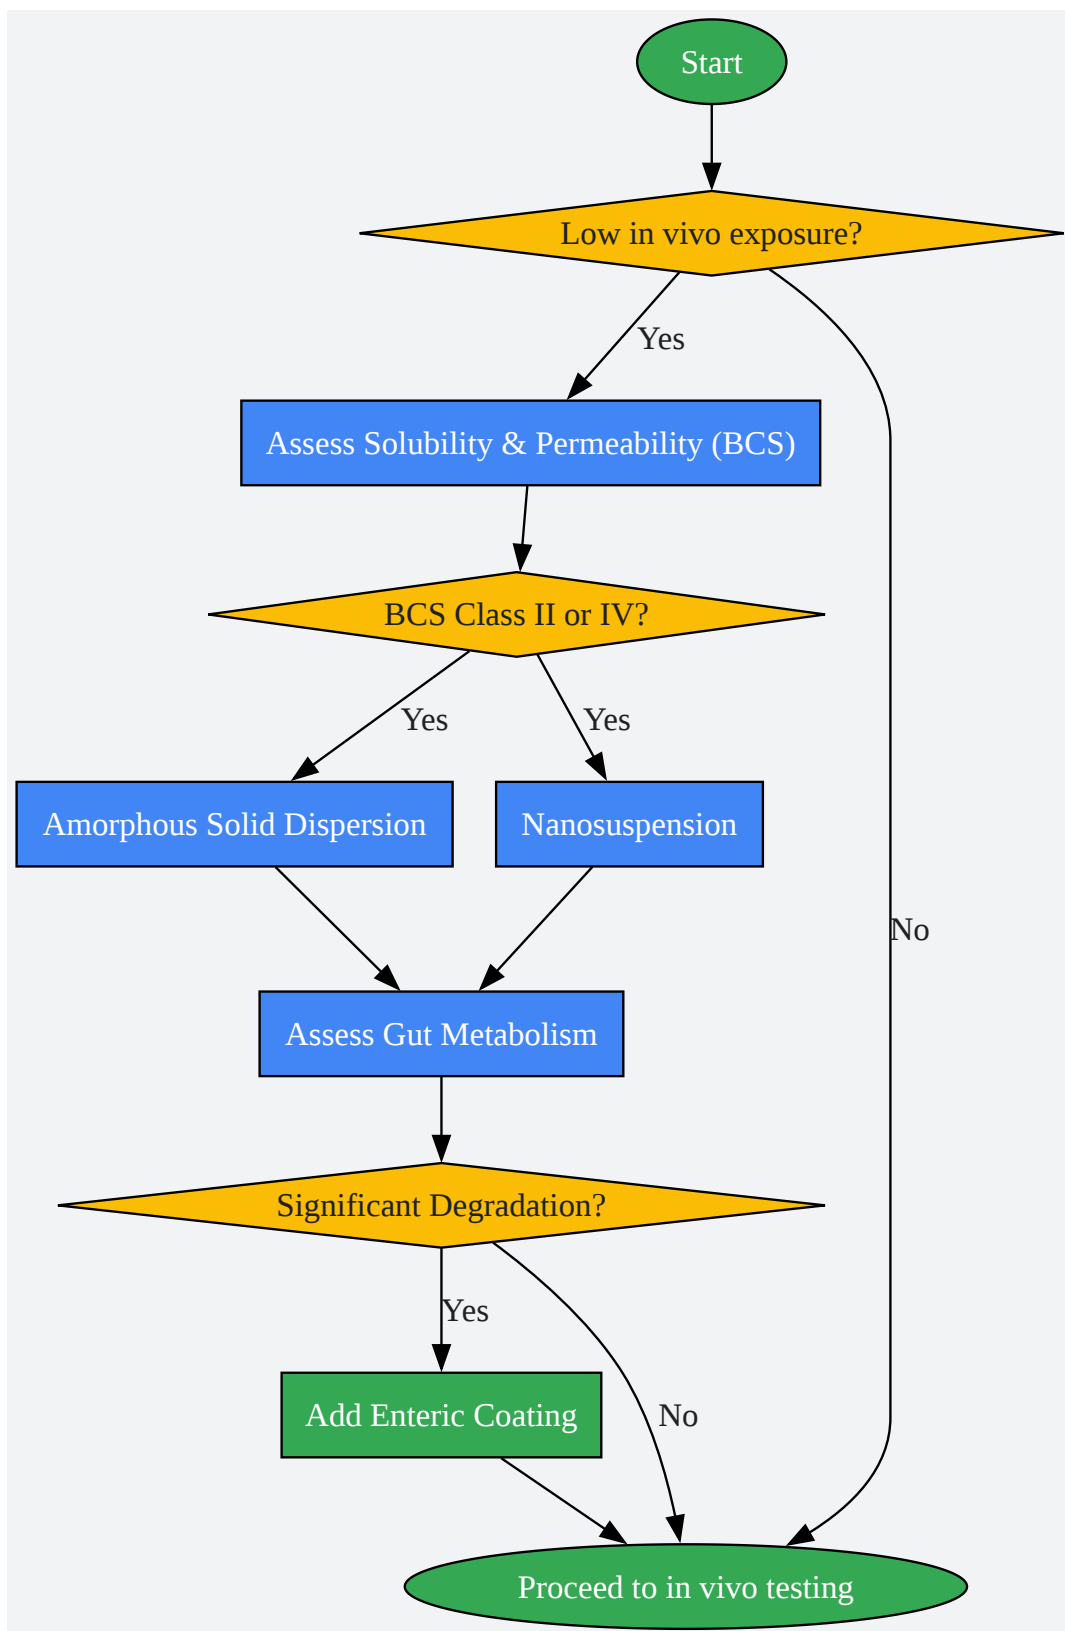 Start
Low in vivo exposure?
Yes
Assess Solubility & Permeability (BCS)
BCS Class II or IV?
Yes
Yes
Amorphous Solid Dispersion
Nanosuspension
No
Assess Gut Metabolism
Significant Degradation?
Yes
Add Enteric Coating
No
Proceed to in vivo testing